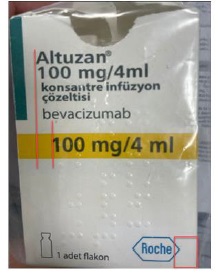 Altuzan®
100 mg/4ml
konsantre infüzyon
çözeltisi
bevacizumab
100 mg/4 ml
1 adet flakon
Roche